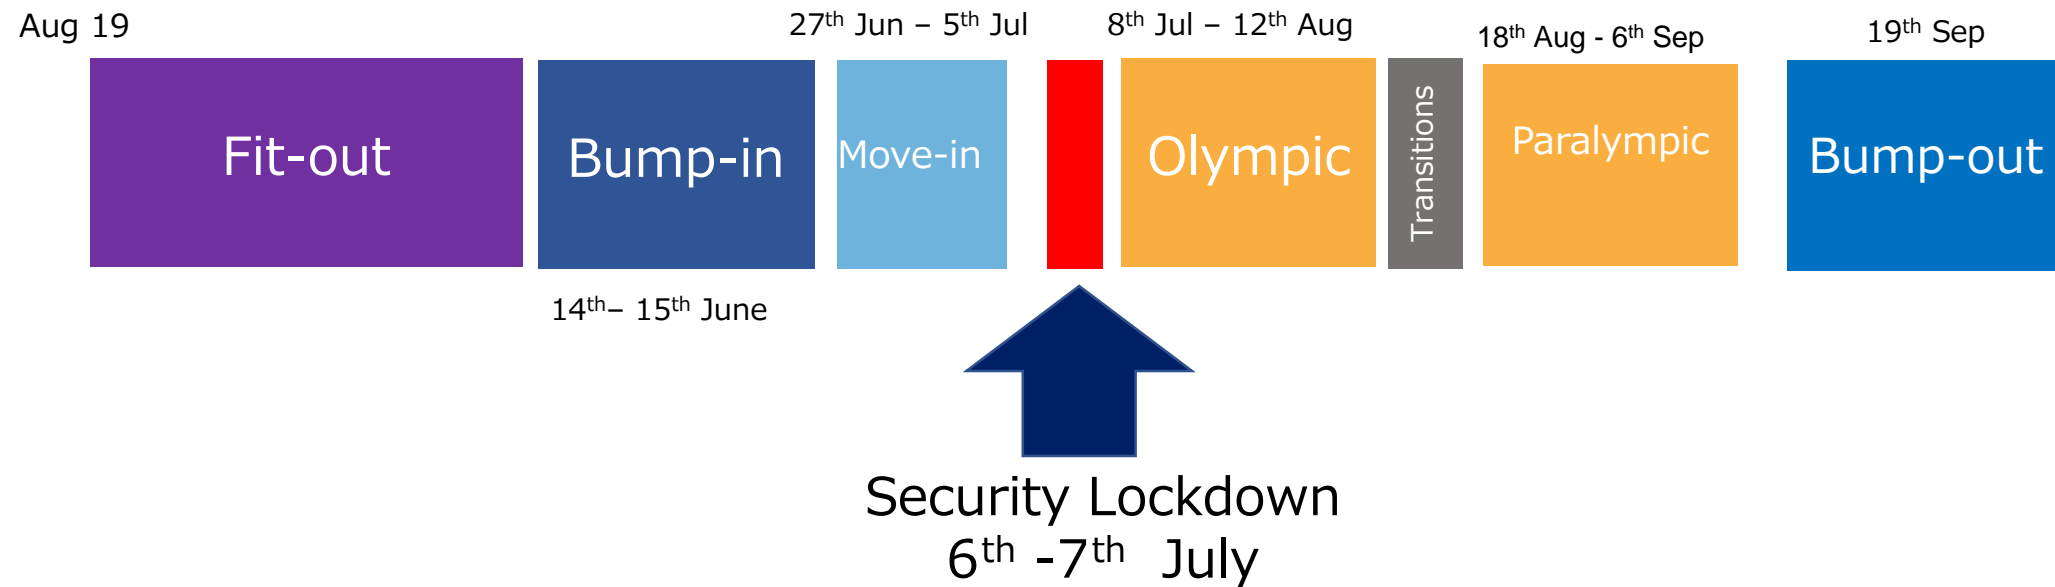 Aug 19
27th Jun – 5th Jul
8th Jul – 12th Aug
18th Aug - 6th Sep
19th Sep
Fit-out
Bump-in
Move-in
Olympic
Transitions
Paralympic
Bump-out
14th– 15th June
Security Lockdown
6th -7th July